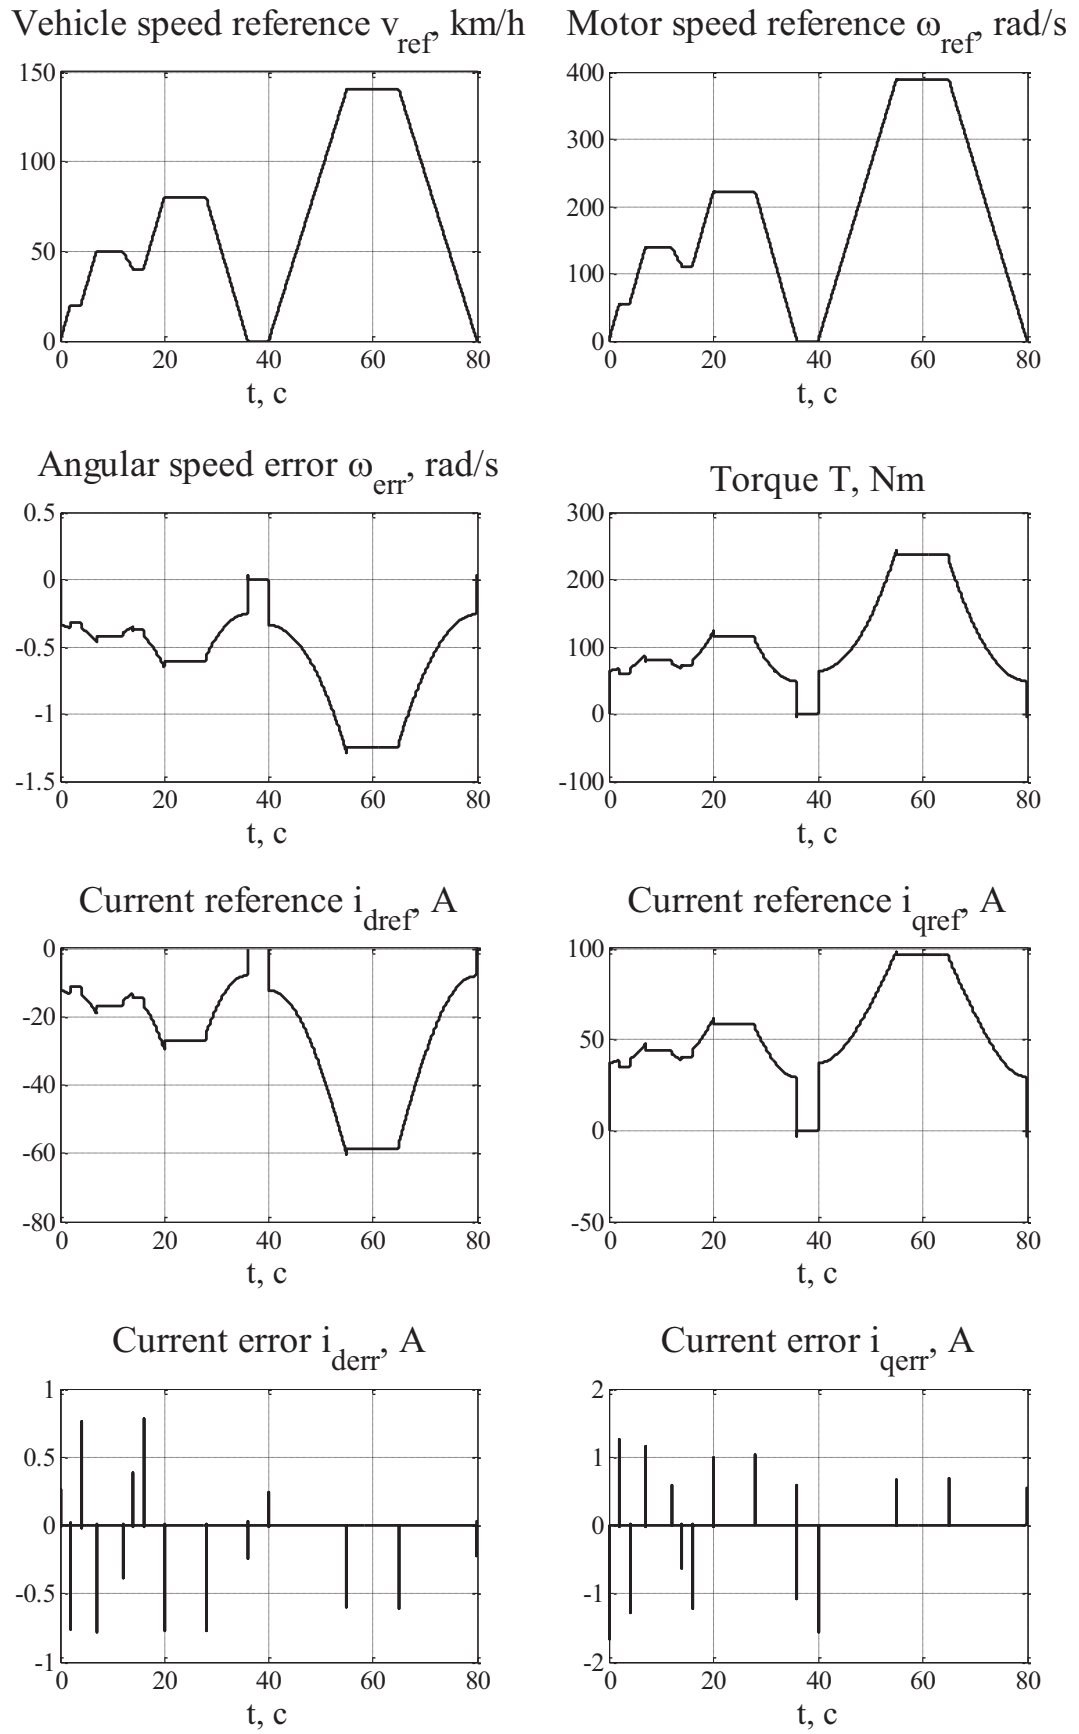 Vehicle speed reference v_ref, km/h
150
100
50
0
0 20 40 60 80
t, c
Motor speed reference ω_ref, rad/s
400
300
200
100
0
0 20 40 60 80
t, c
Angular speed error ω_err, rad/s
0.5
0
-0.5
-1
-1.5
0 20 40 60 80
t, c
Torque T, Nm
300
200
100
0
-100
0 20 40 60 80
t, c
Current reference i_dref, A
0
-20
-40
-60
-80
0 20 40 60 80
t, c
Current reference i_qref, A
100
50
0
-50
0 20 40 60 80
t, c
Current error i_derr, A
1
0.5
0
-0.5
-1
0 20 40 60 80
t, c
Current error i_qerr, A
2
1
0
-1
-2
0 20 40 60 80
t, c